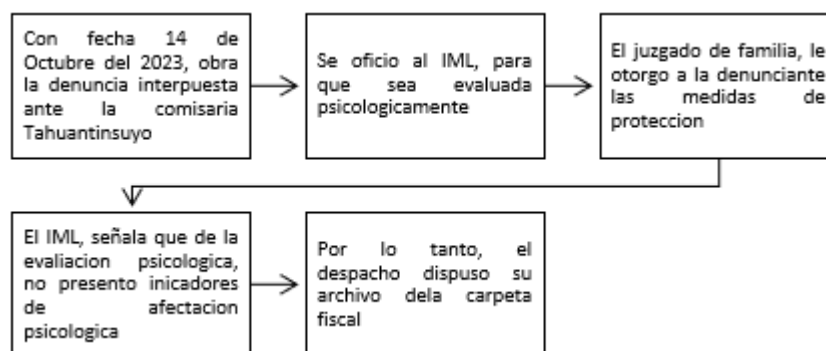 Con fecha 14 de
Octubre del 2023, obra
la denuncia interpuesta
ante la comisaria
Tahuantinsuyo
Se oficio al IML, para
que sea evaluada
psicologicamente
El juzgado de familia, le
otorgo a la denunciante
las medidas de
proteccion
El IML, señala que de la
evaliacion psicologica,
no presento inicadores
de afectacion
psicologica
Por lo tanto, el
despacho dispuso su
archivo dela carpeta
fiscal